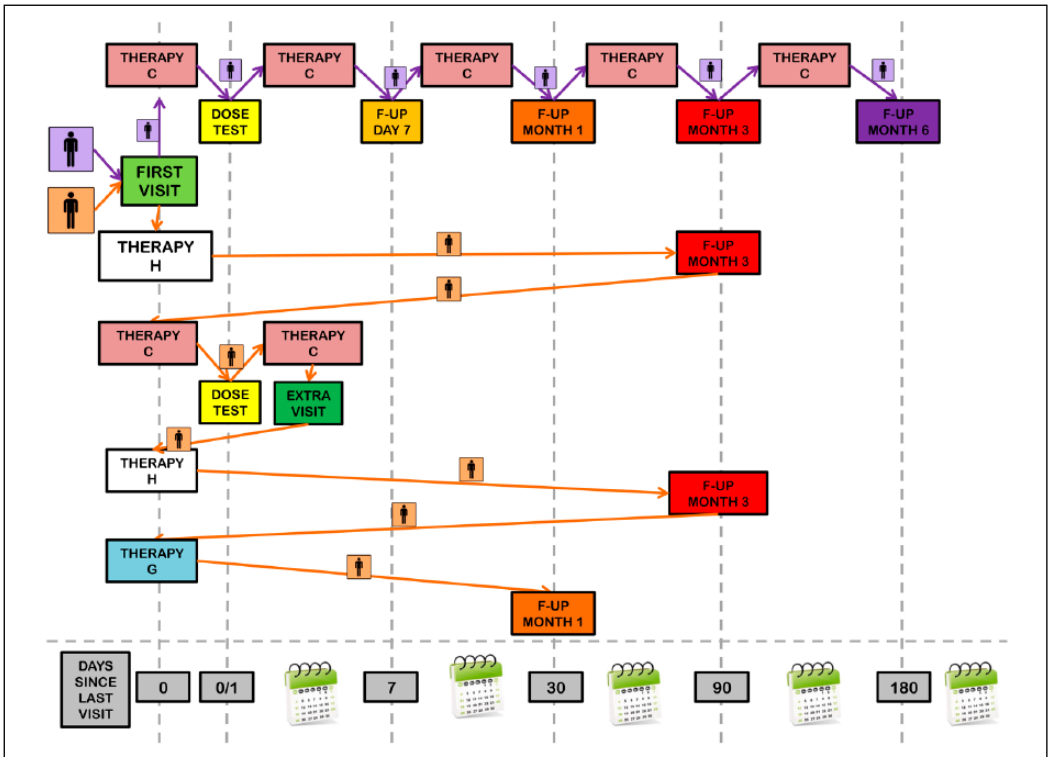 THERAPY
C
THERAPY
C
THERAPY
C
THERAPY
C
THERAPY
C
DOSE
TEST
F-UP
DAY 7
F-UP
MONTH 1
F-UP
MONTH 3
F-UP
MONTH 6
FIRST
VISIT
THERAPY
H
F-UP
MONTH 3
THERAPY
C
THERAPY
C
DOSE
TEST
EXTRA
VISIT
THERAPY
H
F-UP
MONTH 3
THERAPY
G
F-UP
MONTH 1
DAYS
SINCE
LAST
VISIT
0
0/1
7
30
90
180